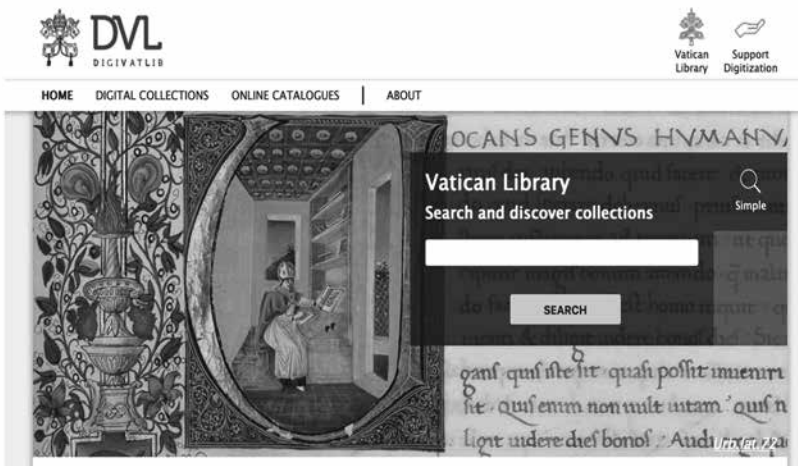 DVL
DIGIVATLIB
Vatican Library
Support Digitization
HOME DIGITAL COLLECTIONS ONLINE CATALOGUES | ABOUT
OCANS GENVS HVMANV
Vatican Library
Search and discover collections
Simple
SEARCH
ganſ quiſ iſte ſit quaſi poſſit inueniri
ſit Quiſ enim non uult uitam quiſ n
ligit uidere dieſ bonoſ Audi
Urb.lat.72